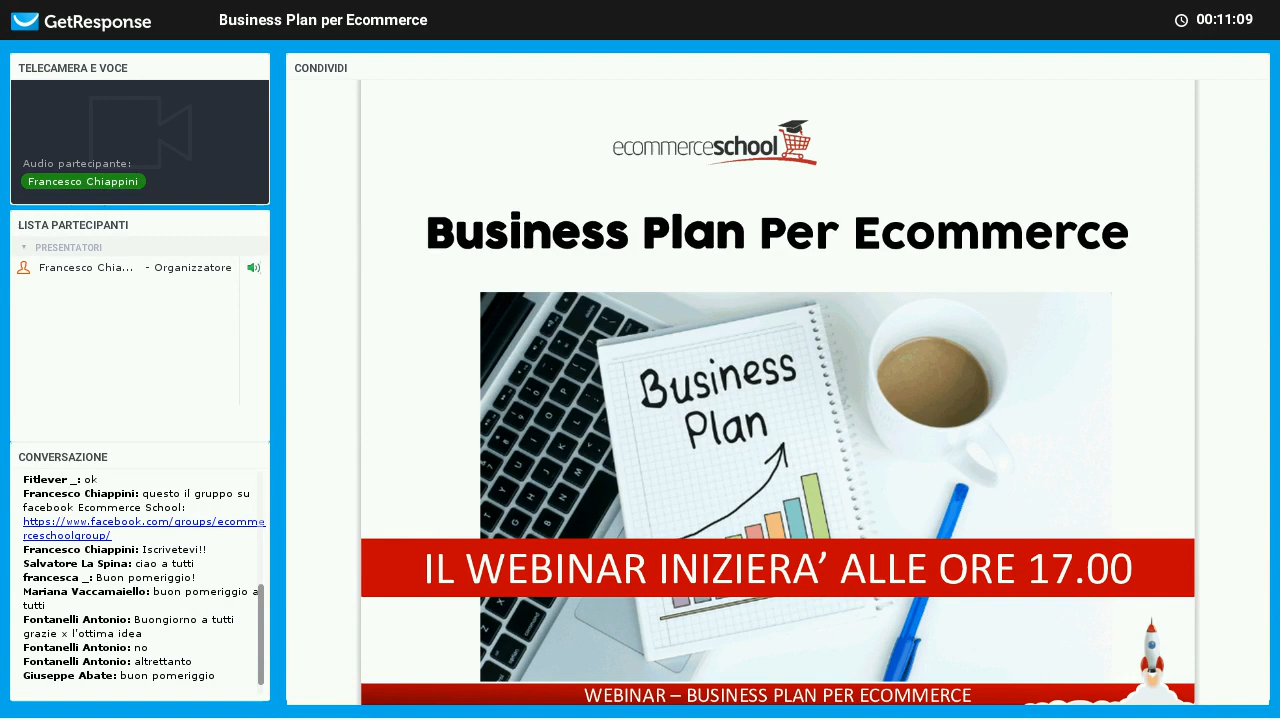 GetResponse
Business Plan per Ecommerce
00:11:09
TELECAMERA E VOCE
Audio partecipante:
Francesco Chiappini
LISTA PARTECIPANTI
PRESENTATORI
Francesco Chia... - Organizzatore
CONVERSAZIONE
Fitlever _: ok
Francesco Chiappini: questo il gruppo su
facebook Ecommerce School:
https://www.facebook.com/groups/ecomme
rceschoolgroup/
Francesco Chiappini: Iscrivetevi!!
Salvatore La Spina: ciao a tutti
francesca _: Buon pomeriggio!
Mariana Vaccamaiello: buon pomeriggio a
tutti
Fontanelli Antonio: Buongiorno a tutti
grazie x l'ottima idea
Fontanelli Antonio: no
Fontanelli Antonio: altrettanto
Giuseppe Abate: buon pomeriggio
CONDIVIDI
ecommerceschool
Business Plan Per Ecommerce
Business
Plan
IL WEBINAR INIZIERA’ ALLE ORE 17.00
WEBINAR – BUSINESS PLAN PER ECOMMERCE